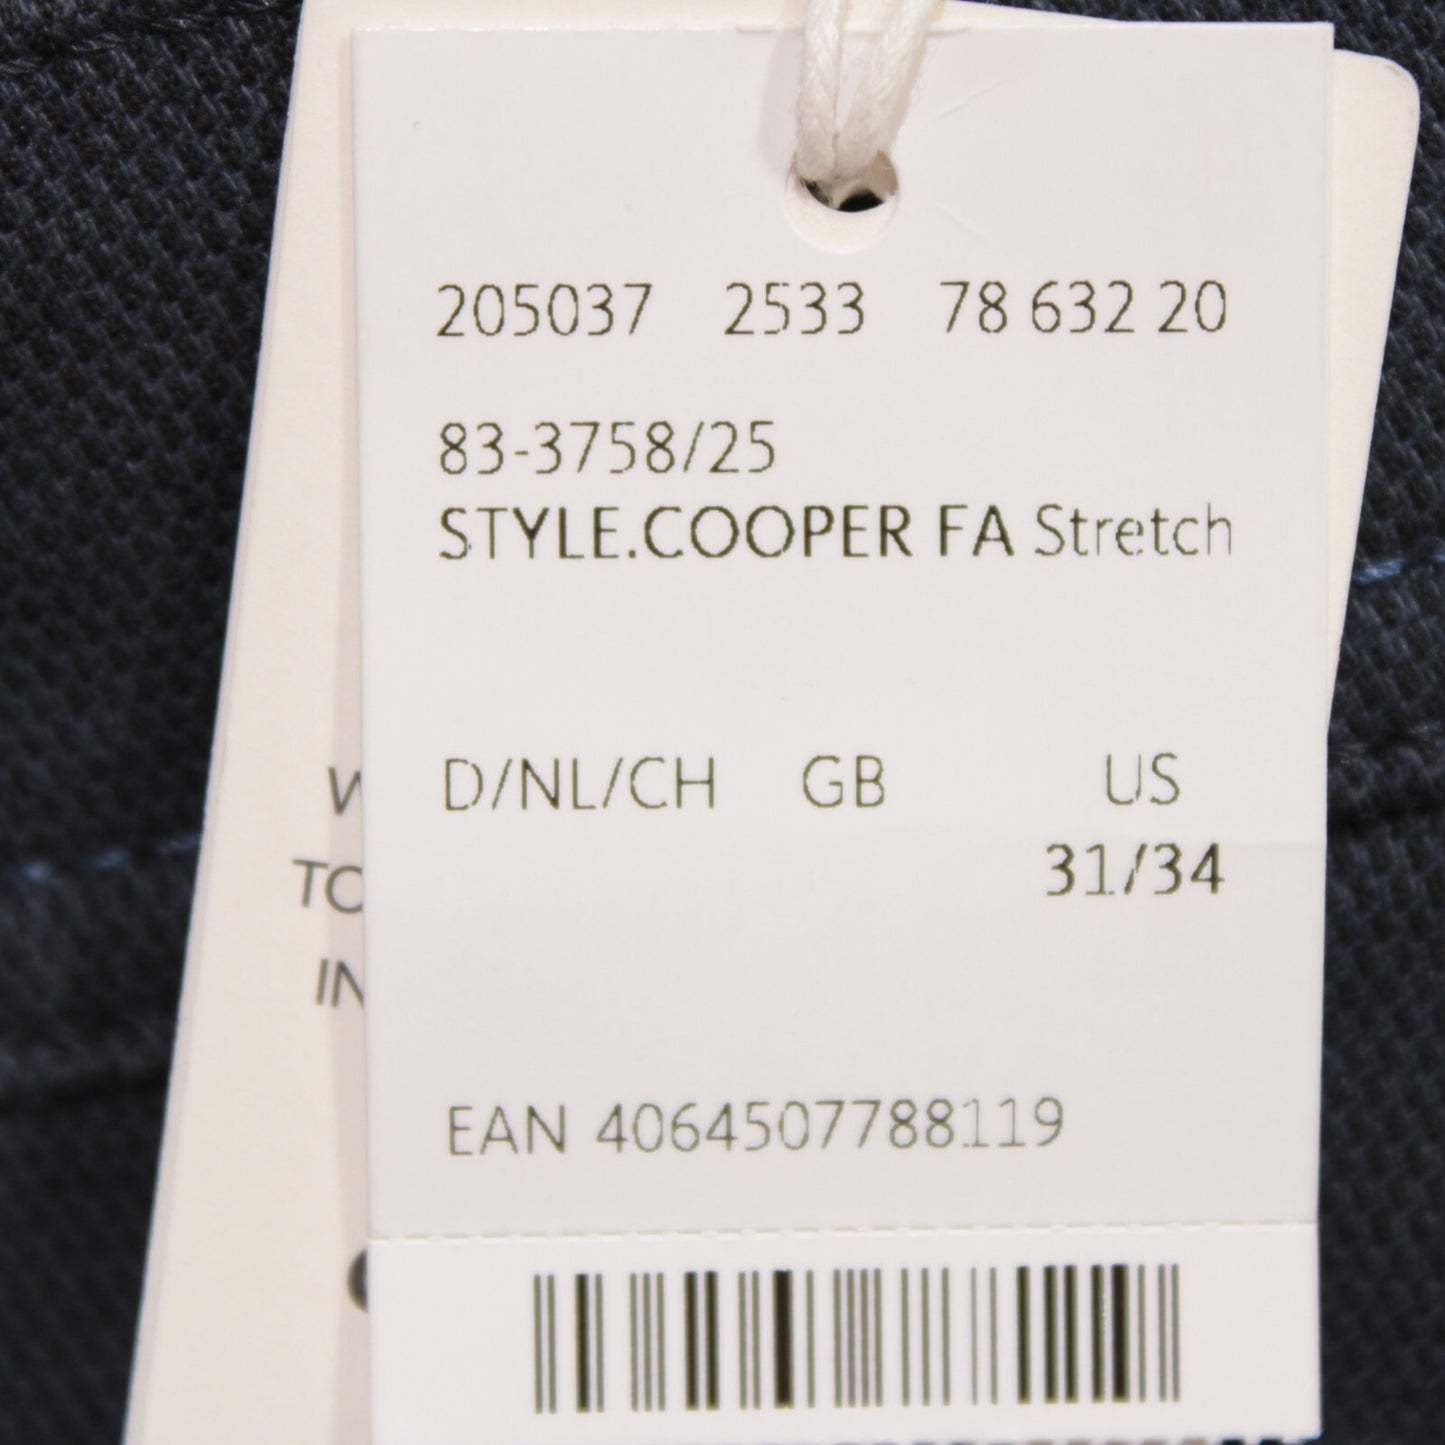 205037 2533 78 632 20
83-3758/25
STYLE.COOPER FA Stretch
D/NL/CH GB US
31/34
EAN 4064507788119